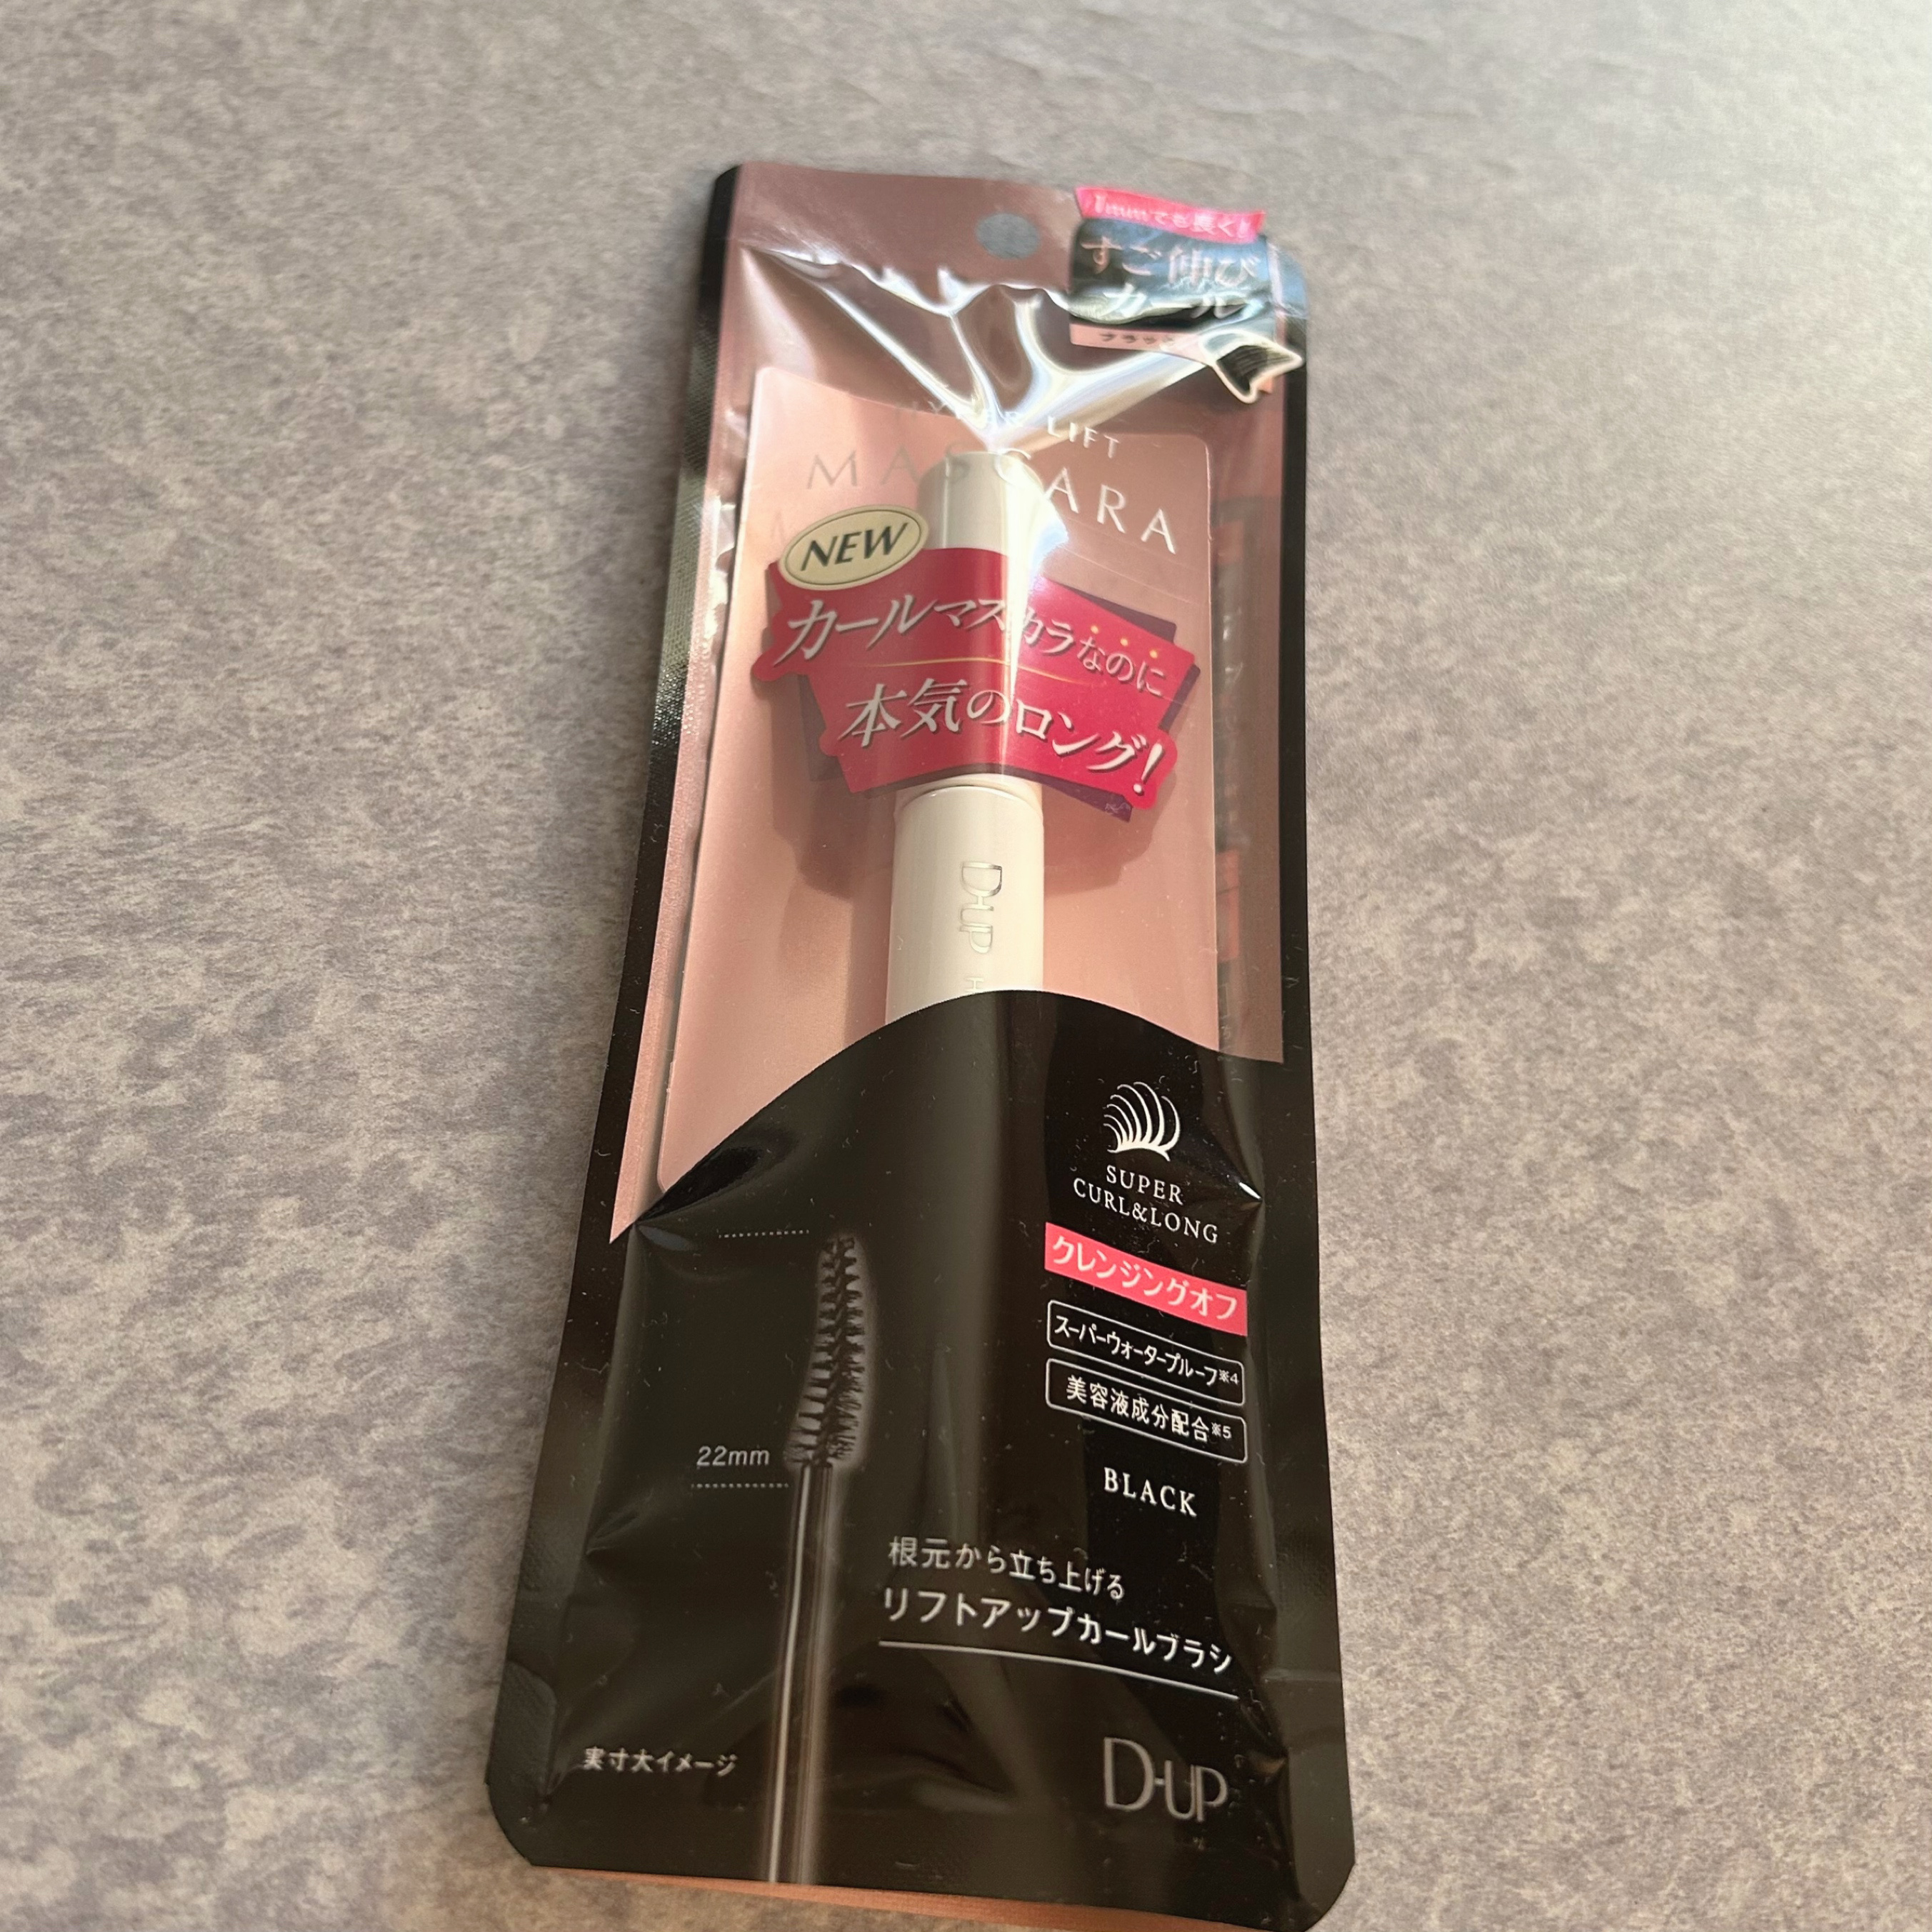 1mmでも長く!
すご伸び
カール
LIFT
MASCARA
NEW
カールマスカラなのに
本気のロング!
D-UP H
SUPER
CURL&LONG
クレンジングオフ
スーパーウォータープルーフ※4
美容液成分配合※5
22mm
BLACK
根元から立ち上げる
リフトアップカールブラシ
実寸大イメージ
D-UP